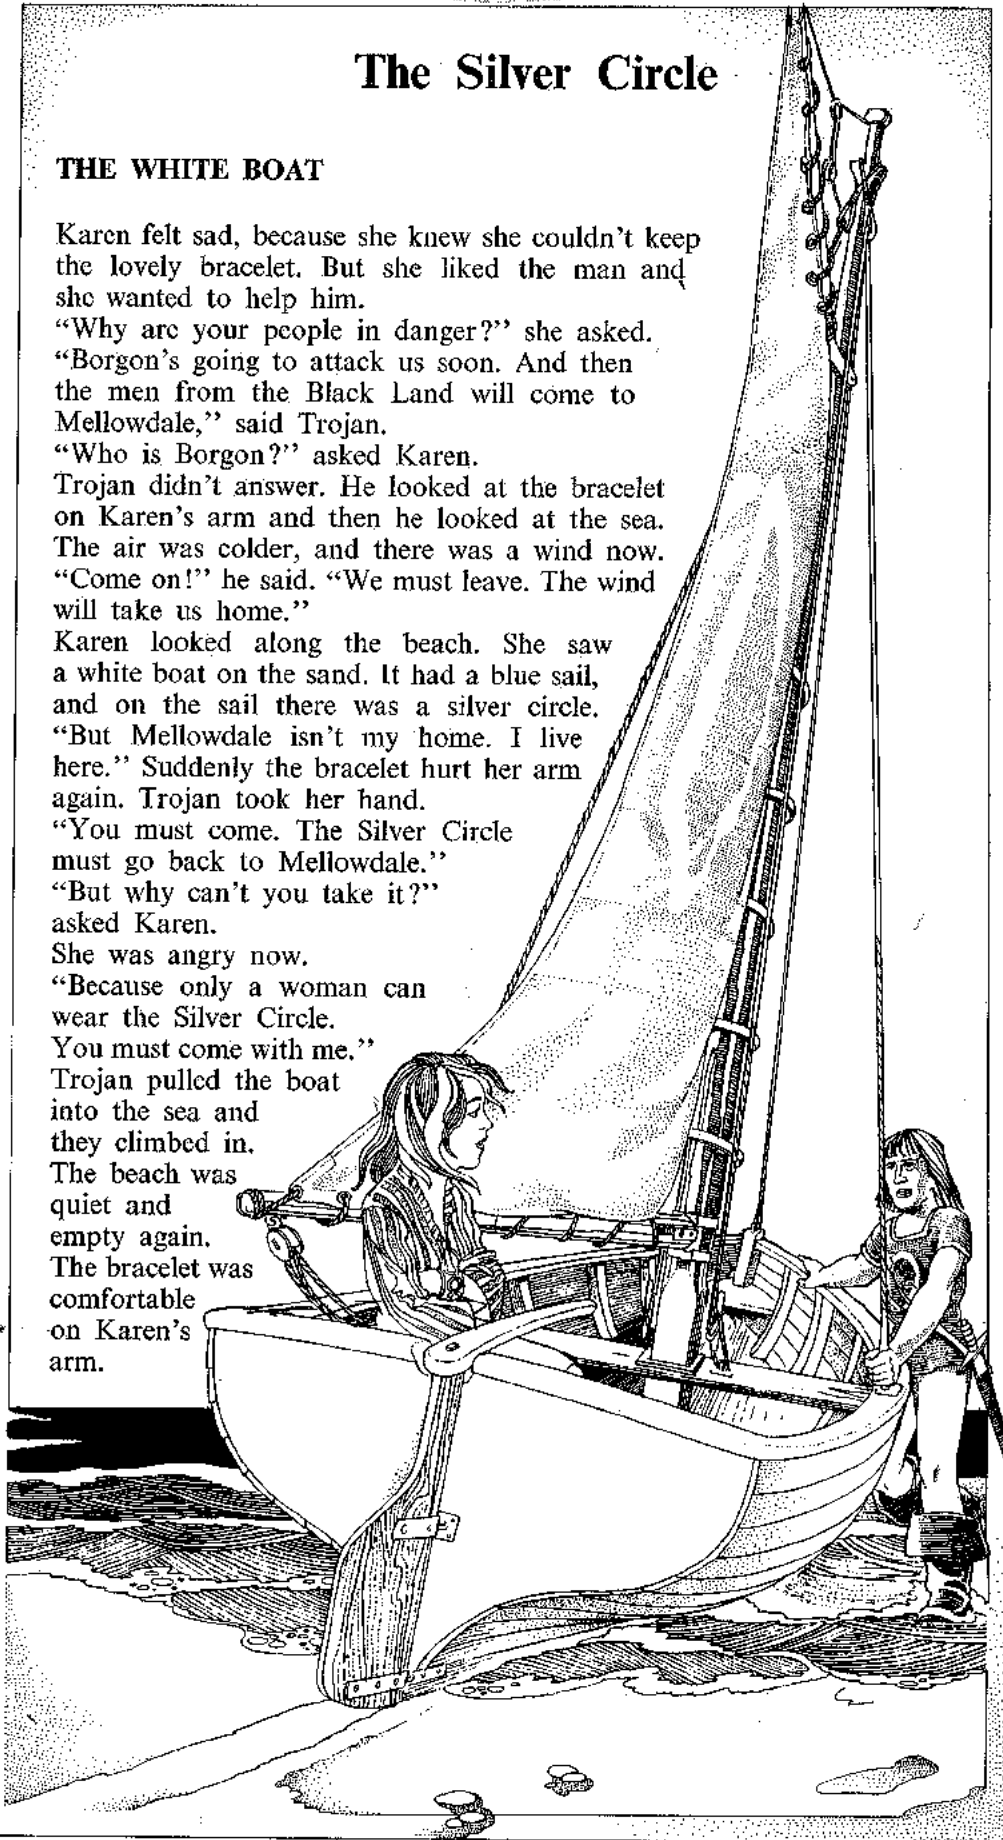 The Silver Circle
THE WHITE BOAT
Karen felt sad, because she knew she couldn't keep
the lovely bracelet. But she liked the man and
she wanted to help him.
"Why are your people in danger?" she asked.
"Borgon's going to attack us soon. And then
the men from the Black Land will come to
Mellowdale," said Trojan.
"Who is Borgon?" asked Karen.
Trojan didn't answer. He looked at the bracelet
on Karen's arm and then he looked at the sea.
The air was colder, and there was a wind now.
"Come on!" he said. "We must leave. The wind
will take us home."
Karen looked along the beach. She saw
a white boat on the sand. It had a blue sail,
and on the sail there was a silver circle.
"But Mellowdale isn't my home. I live
here." Suddenly the bracelet hurt her arm
again. Trojan took her hand.
"You must come. The Silver Circle
must go back to Mellowdale."
"But why can't you take it?"
asked Karen.
She was angry now.
"Because only a woman can
wear the Silver Circle.
You must come with me."
Trojan pulled the boat
into the sea and
they climbed in.
The beach was
quiet and
empty again.
The bracelet was
comfortable
on Karen's
arm.